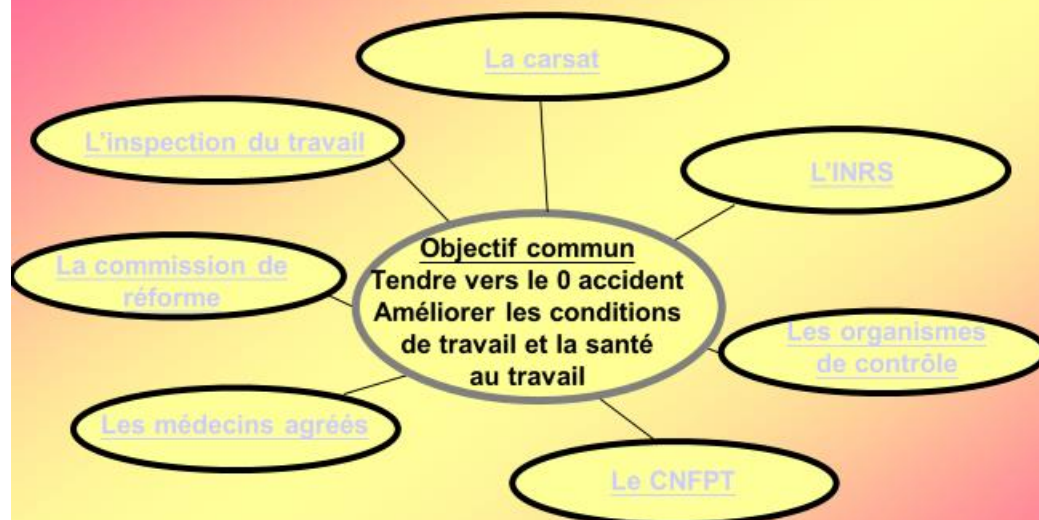 La carsat
L'inspection du travail
L'INRS
Objectif commun
Tendre vers le 0 accident
Améliorer les conditions
de travail et la santé
au travail
La commission de
réforme
Les organismes
de contrôle
Les médecins agréés
Le CNFPT